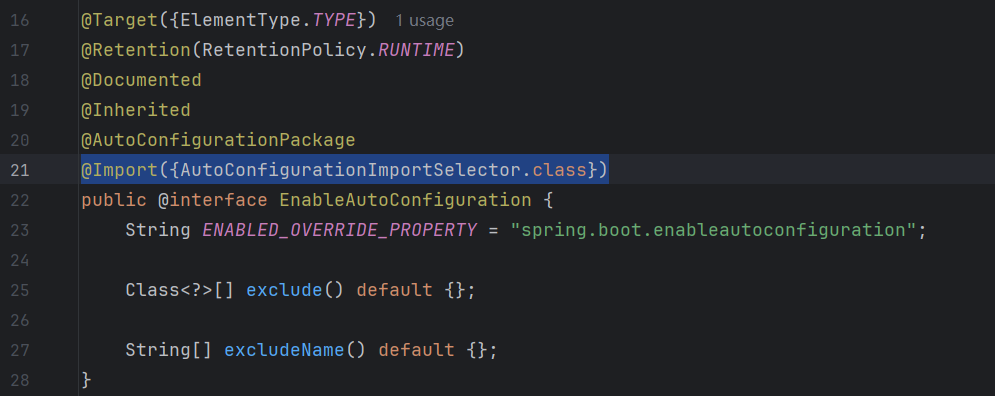 16 @Target({ElementType.TYPE}) 1 usage
17 @Retention(RetentionPolicy.RUNTIME)
18 @Documented
19 @Inherited
20 @AutoConfigurationPackage
21 @Import({AutoConfigurationImportSelector.class})
22 public @interface EnableAutoConfiguration {
23     String ENABLED_OVERRIDE_PROPERTY = "spring.boot.enableautoconfiguration";
24
25     Class<?>[] exclude() default {};
26
27     String[] excludeName() default {};
28 }